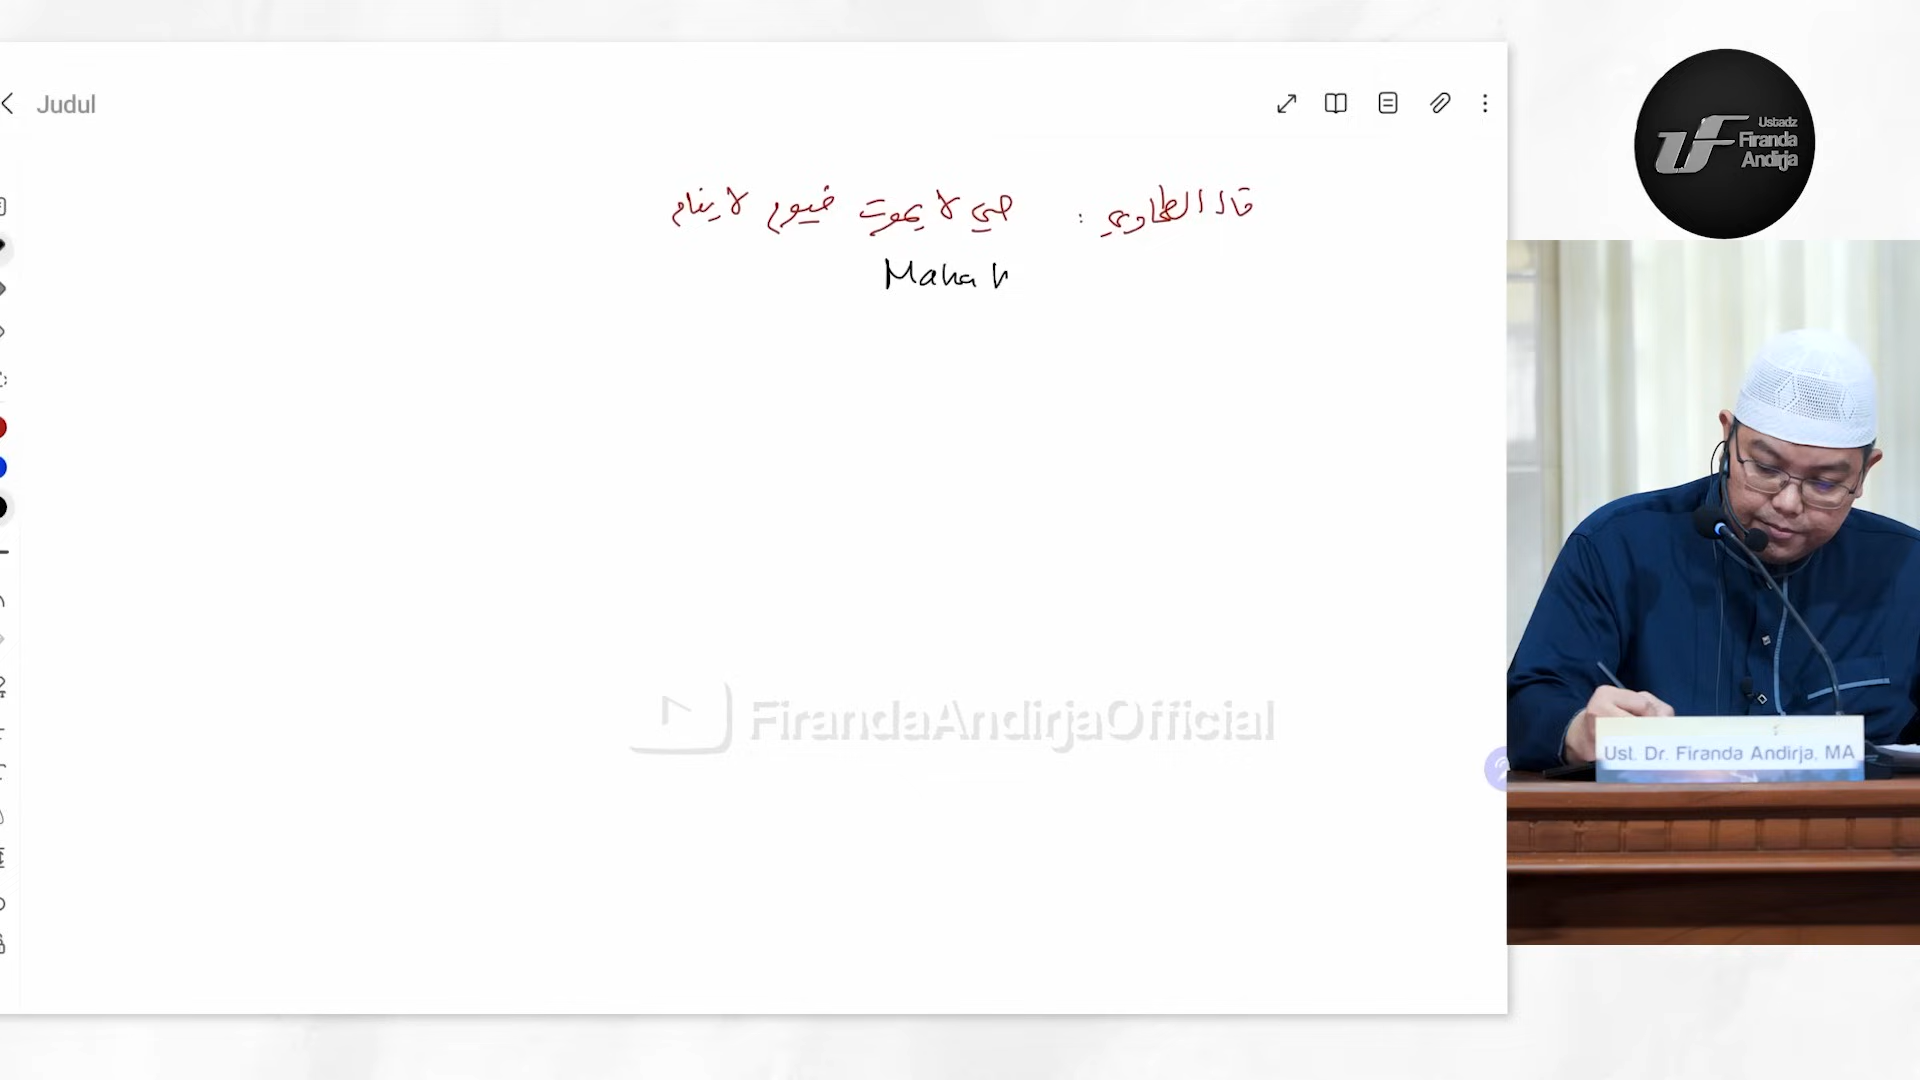 Judul
Ustadz
Firanda
Andirja
قال الطحاوي : حي لا يموت قيوم لا ينام
Maha h
FirandaAndirjaOfficial
Ust. Dr. Firanda Andirja, MA